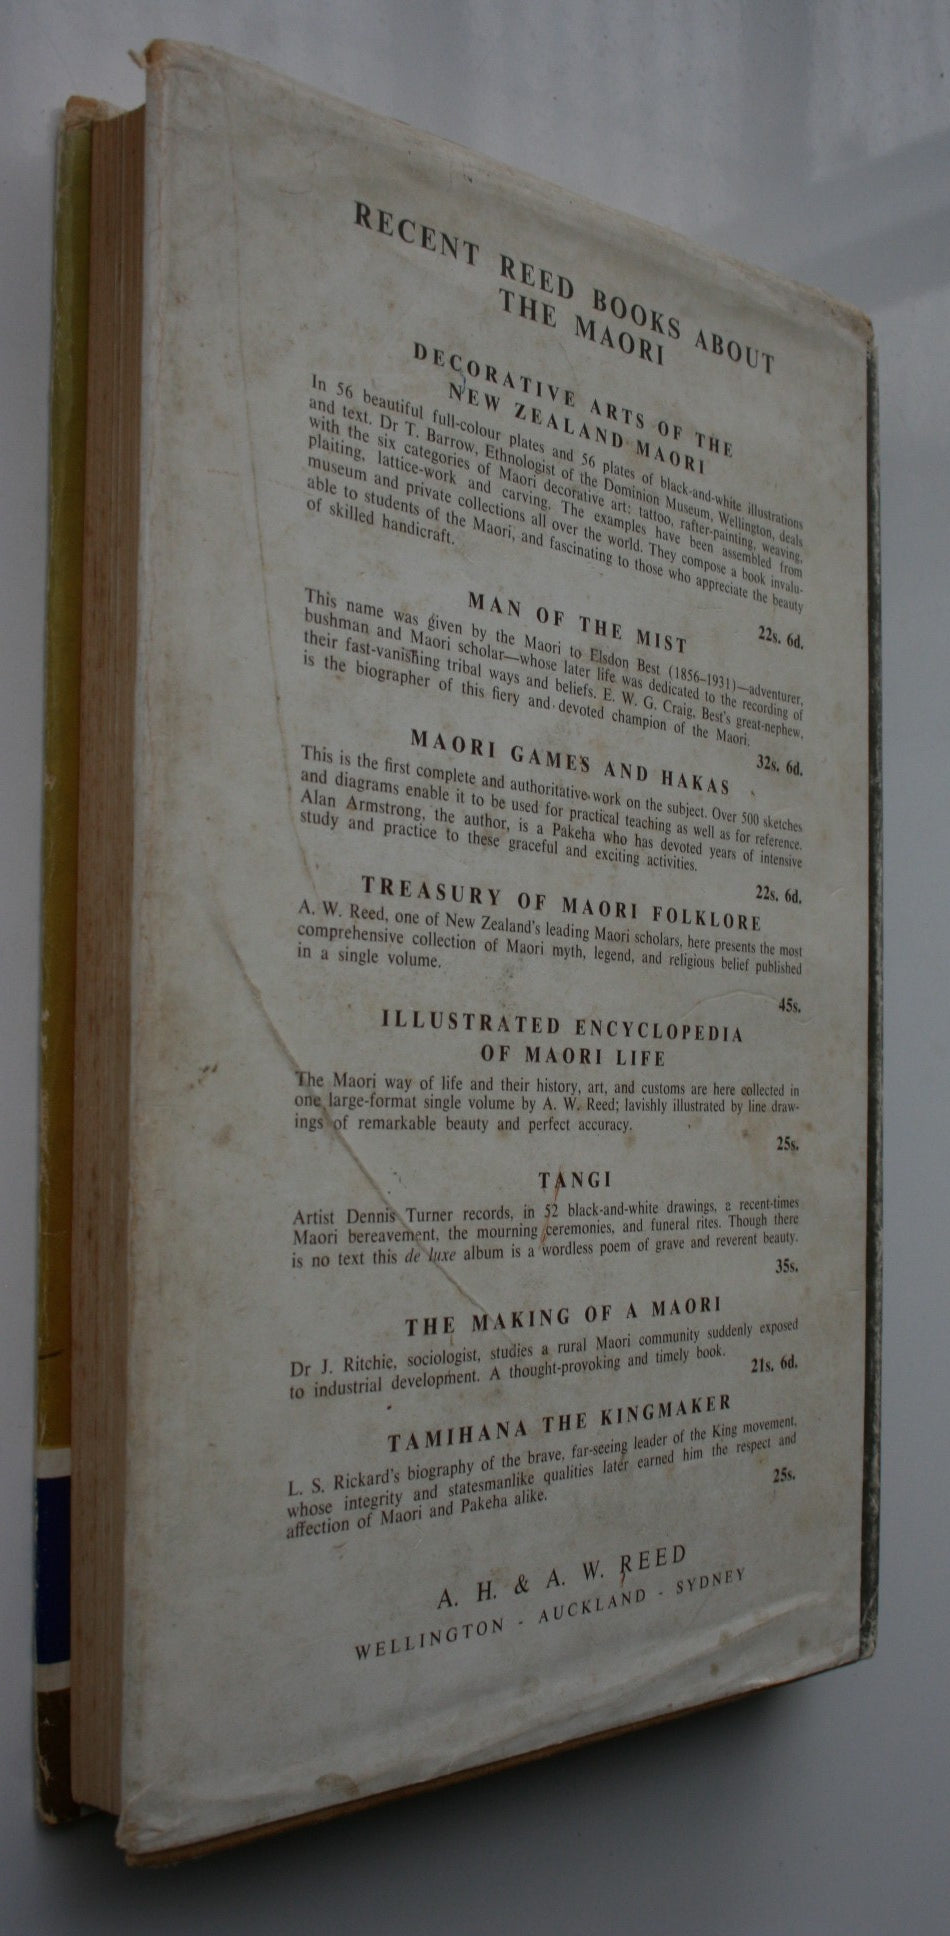 RECENT REED BOOKS ABOUT
THE MAORI
DECORATIVE ARTS OF THE
NEW ZEALAND MAORI
In 56 beautiful full-colour plates and 56 plates of black-and-white illustrations
and text. Dr T. Barrow, Ethnologist of the Dominion Museum, Wellington, deals
with the six categories of Maori decorative art: tattoo, rafter-painting, weaving,
plaiting, lattice-work and carving. The examples have been assembled from
museum and private collections all over the world. They compose a book invalu-
able to students of the Maori, and fascinating to those who appreciate the beauty
of skilled handicraft.
22s. 6d.
MAN OF THE MIST
This name was given by the Maori to Elsdon Best (1856–1931)—adventurer,
bushman and Maori scholar—whose later life was dedicated to the recording of
their fast-vanishing tribal ways and beliefs. E. W. G. Craig, Best's great-nephew,
is the biographer of this fiery and devoted champion of the Maori.
32s. 6d.
MAORI GAMES AND HAKAS
This is the first complete and authoritative work on the subject. Over 500 sketches
and diagrams enable it to be used for practical teaching as well as for reference.
Alan Armstrong, the author, is a Pakeha who has devoted years of intensive
study and practice to these graceful and exciting activities.
22s. 6d.
TREASURY OF MAORI FOLKLORE
A. W. Reed, one of New Zealand's leading Maori scholars, here presents the most
comprehensive collection of Maori myth, legend, and religious belief published
in a single volume.
45s.
ILLUSTRATED ENCYCLOPEDIA
OF MAORI LIFE
The Maori way of life and their history, art, and customs are here collected in
one large-format single volume by A. W. Reed; lavishly illustrated by line draw-
ings of remarkable beauty and perfect accuracy.
25s.
TANGI
Artist Dennis Turner records, in 52 black-and-white drawings, a recent-times
Maori bereavement, the mourning ceremonies, and funeral rites. Though there
is no text this de luxe album is a wordless poem of grave and reverent beauty.
35s.
THE MAKING OF A MAORI
Dr J. Ritchie, sociologist, studies a rural Maori community suddenly exposed
to industrial development. A thought-provoking and timely book.
21s. 6d.
TAMIHANA THE KINGMAKER
L. S. Rickard's biography of the brave, far-seeing leader of the King movement,
whose integrity and statesmanlike qualities later earned him the respect and
affection of Maori and Pakeha alike.
25s.
A. H. & A. W. REED
WELLINGTON - AUCKLAND - SYDNEY